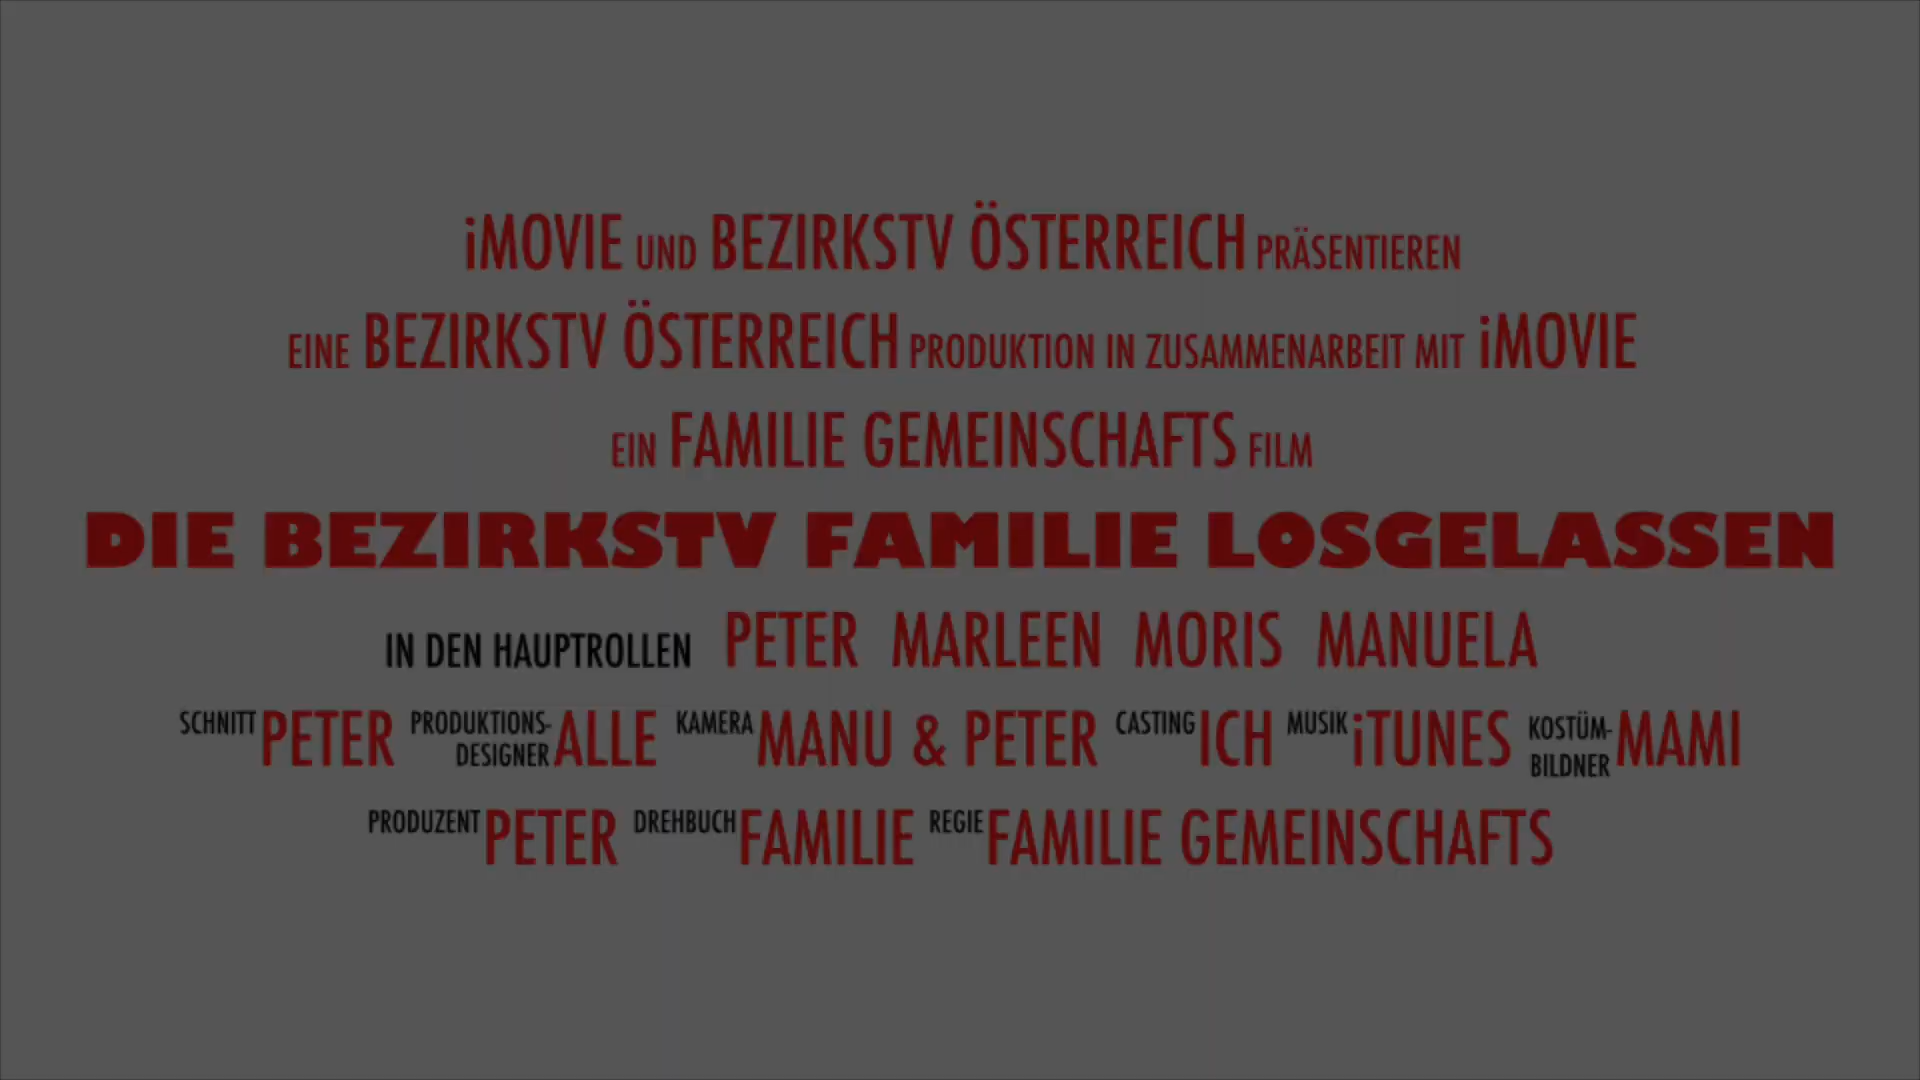 iMOVIE UND BEZIRKSTV ÖSTERREICH PRÄSENTIEREN
EINE BEZIRKSTV ÖSTERREICH PRODUKTION IN ZUSAMMENARBEIT MIT iMOVIE
EIN FAMILIE GEMEINSCHAFTS FILM
DIE BEZIRKSTV FAMILIE LOSGELASSEN
IN DEN HAUPTROLLEN PETER MARLEEN MORIS MANUELA
SCHNITT PETER PRODUKTIONS-DESIGNER ALLE KAMERA MANU & PETER CASTING ICH MUSIK iTUNES KOSTÜM-BILDNER MAMI
PRODUZENT PETER DREHBUCH FAMILIE REGIE FAMILIE GEMEINSCHAFTS